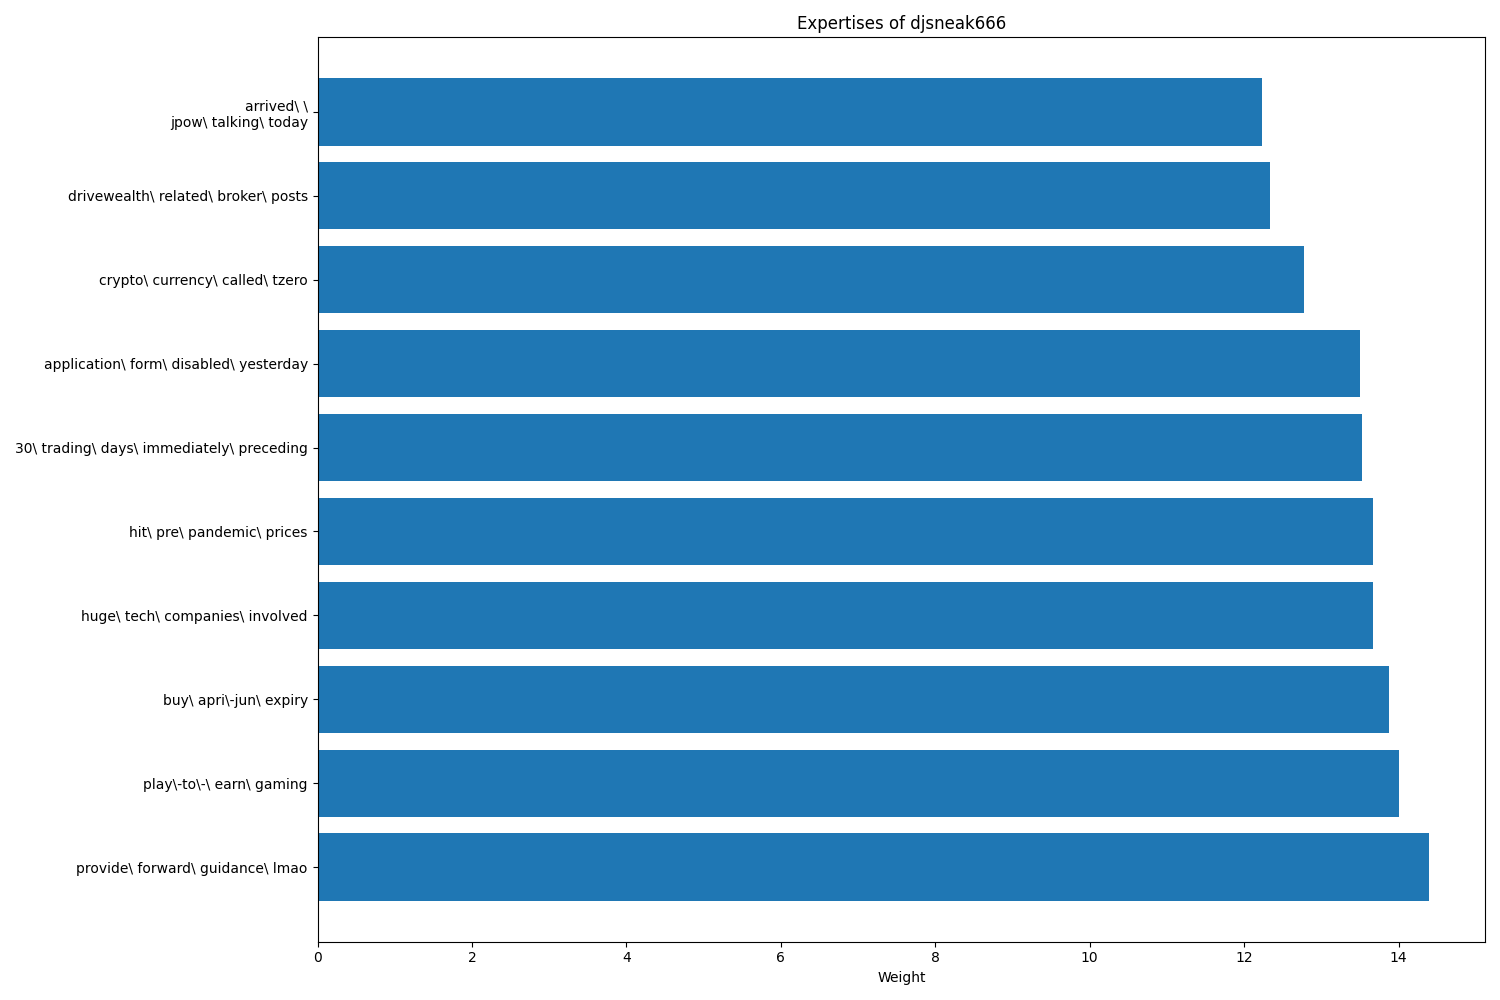 Expertises of djsneak666
arrived\ \
jpow\ talking\ today
drivewealth\ related\ broker\ posts
crypto\ currency\ called\ tzero
application\ form\ disabled\ yesterday
30\ trading\ days\ immediately\ preceding
hit\ pre\ pandemic\ prices
huge\ tech\ companies\ involved
buy\ apri\-jun\ expiry
play\-to\-\ earn\ gaming
provide\ forward\ guidance\ lmao
0 2 4 6 8 10 12 14
Weight